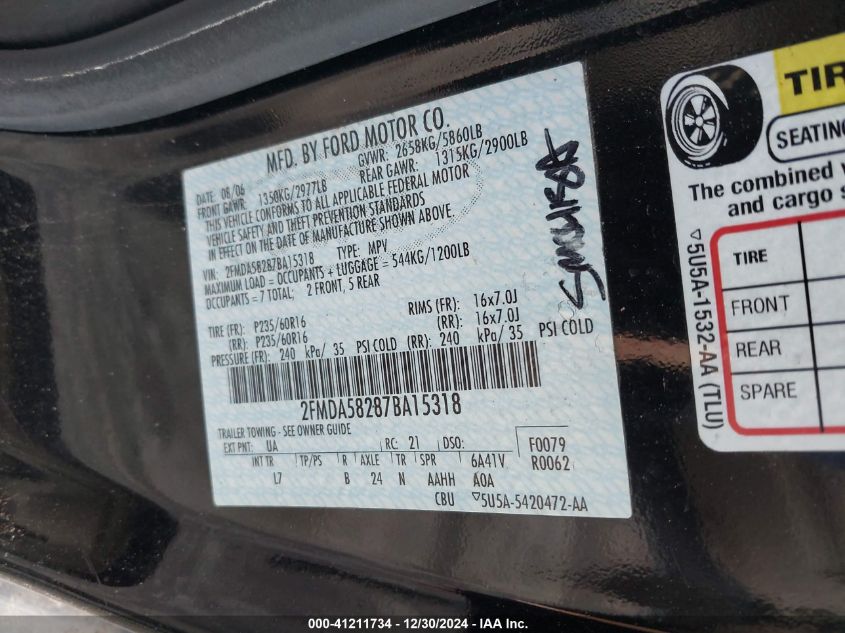 MFD. BY FORD MOTOR CO.
DATE: 08/06 GVWR: 2658KG/5860LB
FRONT GAWR: 1350KG/2977LB REAR GAWR: 1315KG/2900LB
THIS VEHICLE CONFORMS TO ALL APPLICABLE FEDERAL MOTOR
VEHICLE SAFETY AND THEFT PREVENTION STANDARDS
IN EFFECT ON THE DATE OF MANUFACTURE SHOWN ABOVE.
VIN: 2FMDA58287BA15318 TYPE: MPV
MAXIMUM LOAD = OCCUPANTS + LUGGAGE = 544KG/1200LB
OCCUPANTS = 7 TOTAL; 2 FRONT, 5 REAR
TIRE (FR): P235/60R16 RIMS (FR): 16x7.0J
(RR): P235/60R16 (RR): 16x7.0J
PRESSURE (FR): 240 kPa/ 35 PSI COLD (RR): 240 kPa/ 35 PSI COLD
2FMDA58287BA15318
TRAILER TOWING - SEE OWNER GUIDE
EXT PNT: UA RC: 21 DSO: F0079
INT TR TP/PS R AXLE TR SPR 6A41V R0062
L7 B 24 N AAHH A0A
CBU 5U5A-5420472-AA
TIR
SEATING
The combined
and cargo
TIRE
FRONT
REAR
SPARE
5U5A-1532-AA (TLU)
000-41211734 - 12/30/2024 - IAA Inc.